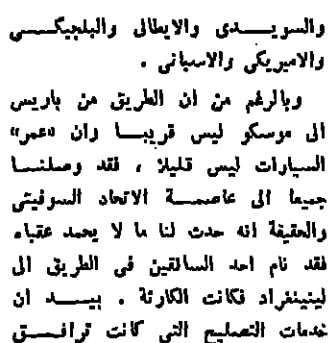 والسويدى والايطالى والبلجيكى
والاميريكى والاسبانى .
وبالرغم من ان الطريق من باريس
الى موسكو ليس قريبا وان «عمر»
السيارات ليس قليلا ، فقد وصلنا
جميعا الى عاصمة الاتحاد السوفيتى
والحقيقة انه حدث لنا ما لا يحمد عقباه
فقد نام احد السائقين فى الطريق الى
لينينغراد فكانت الكارثة . بيد ان
خدمات التصليح التى كانت ترافق